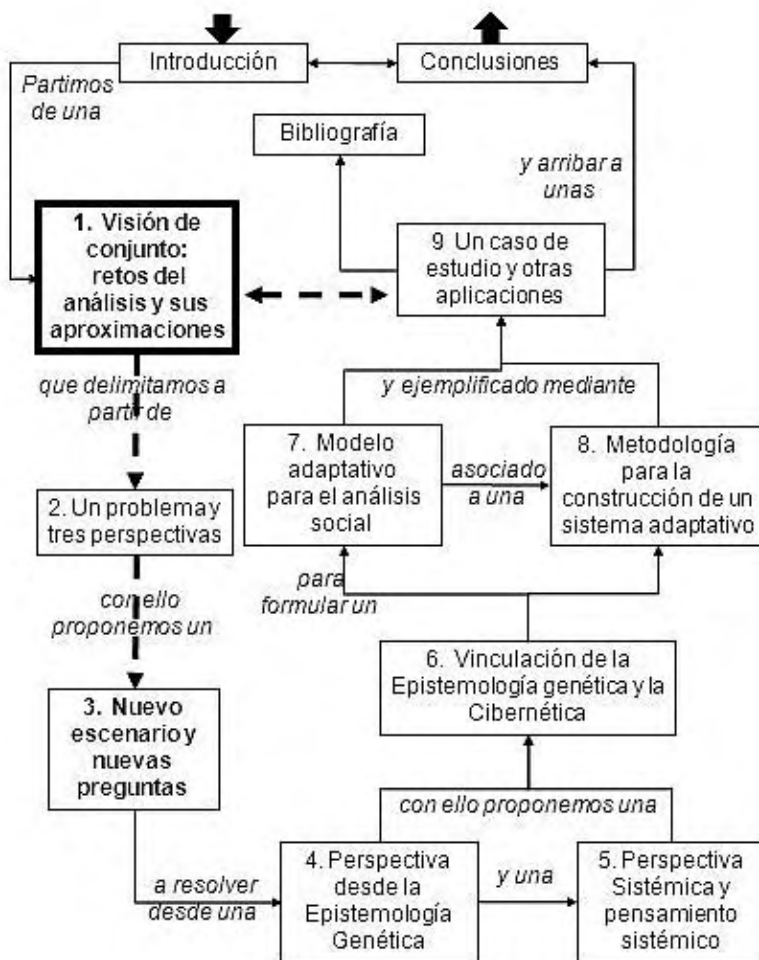 Introducción
Conclusiones
Partimos
de una
Bibliografía
y arribar a
unas
1. Visión de
conjunto:
retos del
análisis y sus
aproximaciones
9. Un caso de
estudio y otras
aplicaciones
que delimitamos a
partir de
y ejemplificado mediante
7. Modelo
adaptativo
para el análisis
social
asociado
a una
8. Metodología
para la
construcción de un
sistema adaptativo
2. Un problema y
tres perspectivas
con ello
proponemos un
para
formular un
6. Vinculación de la
Epistemología genética y la
Cibernética
3. Nuevo
escenario y
nuevas
preguntas
con ello proponemos una
a resolver
desde una
4. Perspectiva
desde la
Epistemología
Genética
y una
5. Perspectiva
Sistémica y
pensamiento
sistémico